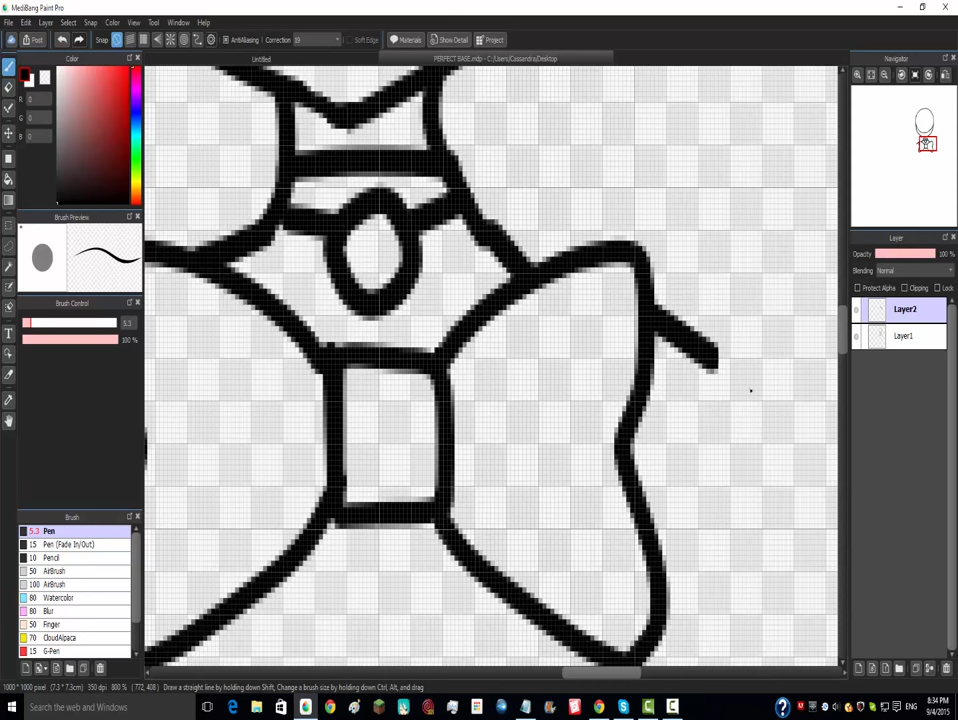 MediBang Paint Pro
File Edit Layer Select Snap Color View Tool Window Help
Post Snap AntiAliasing Correction 19 Soft Edge Materials Show Detail Project
Color
Untitled
PERFECT BASE.mdp - C:/Users/Cassandra/Desktop
Navigator
R 0
G 0
B 0
Brush Preview
Brush Control
5.3
100 %
Layer
Opacity 100 %
Blending Normal
Protect Alpha Clipping Lock
Layer2
Layer1
Brush
5.3 Pen
15 Pen (Fade In/Out)
10 Pencil
50 AirBrush
100 AirBrush
80 Watercolor
80 Blur
50 Finger
70 CloudAlpaca
15 G-Pen
1000 * 1000 pixel (7.3 * 7.3cm) 350 dpi 800 % ( 772, 408 ) Draw a straight line by holding down Shift, Change a brush size by holding down Ctrl, Alt, and drag
Search the web and Windows
ENG
8:34 PM
9/4/2015